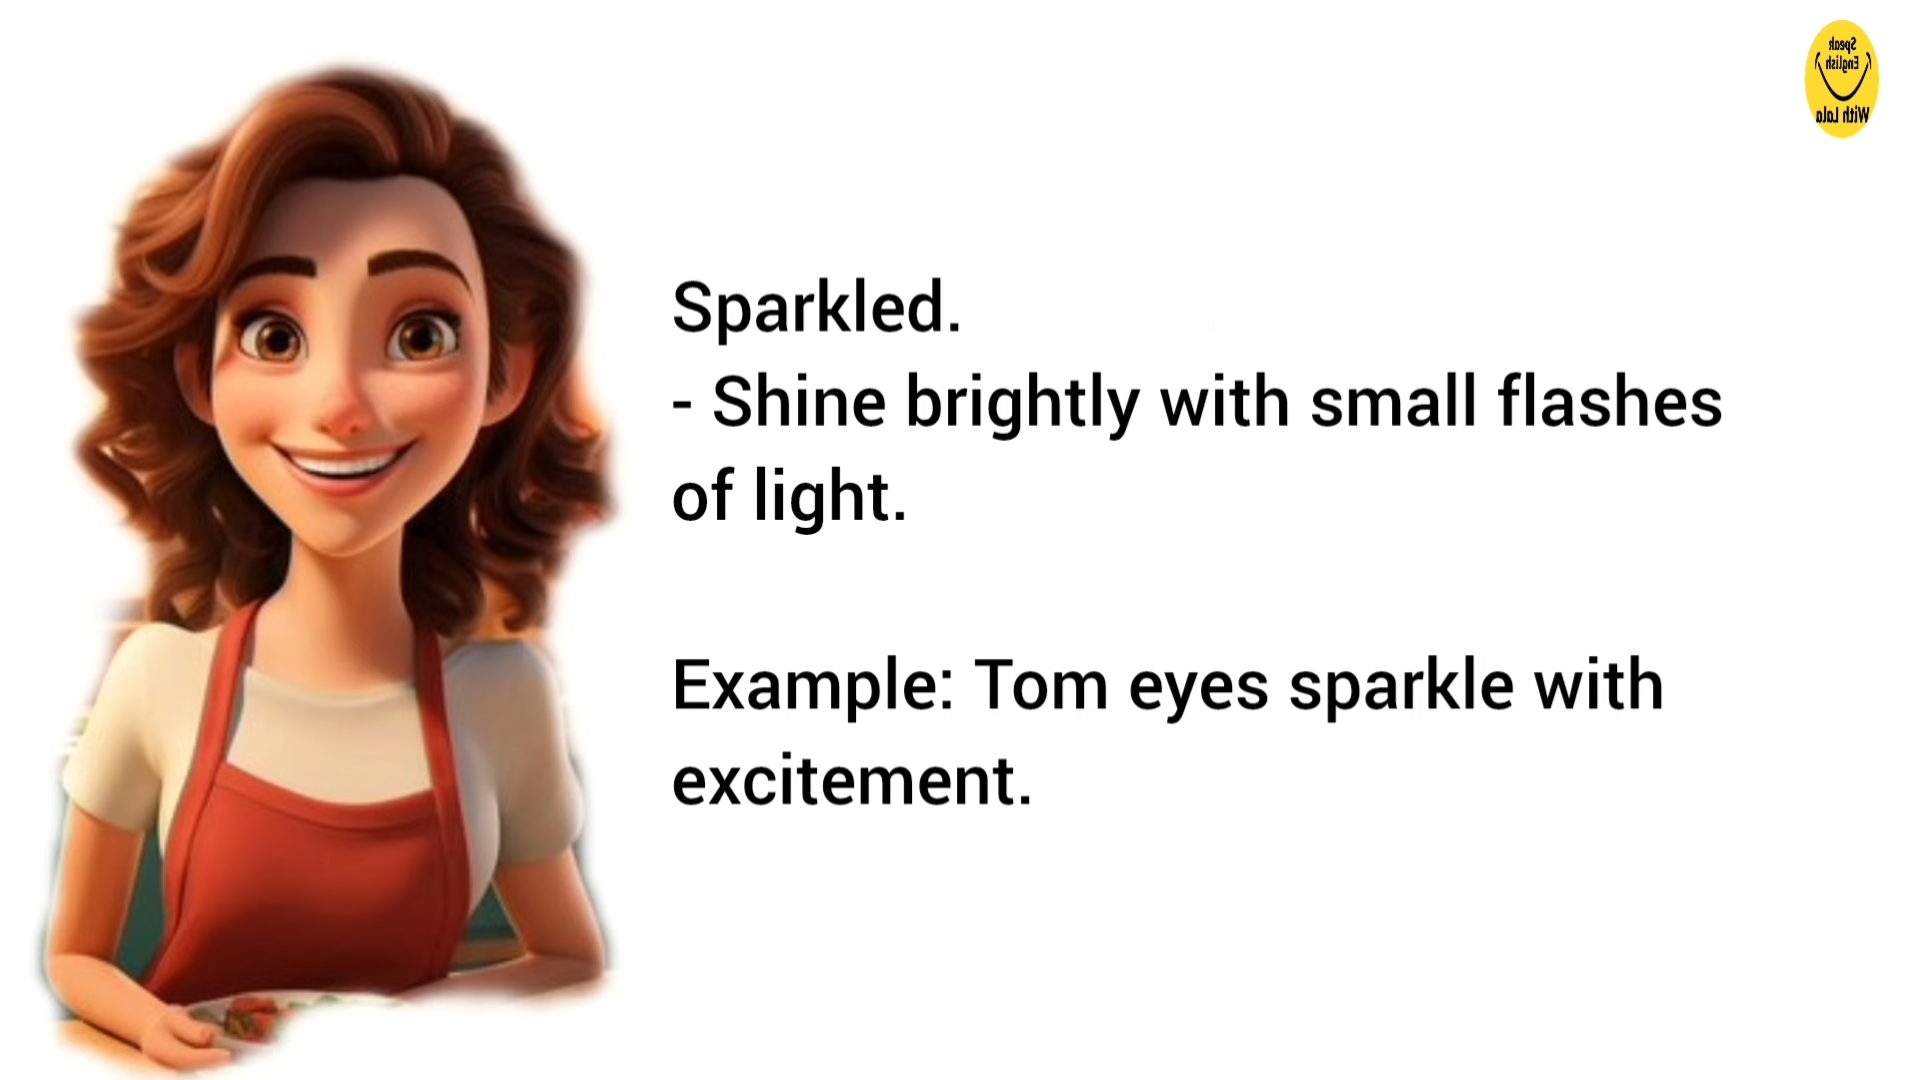 Speak
English
With Lala
Sparkled.
- Shine brightly with small flashes
of light.
Example: Tom eyes sparkle with
excitement.